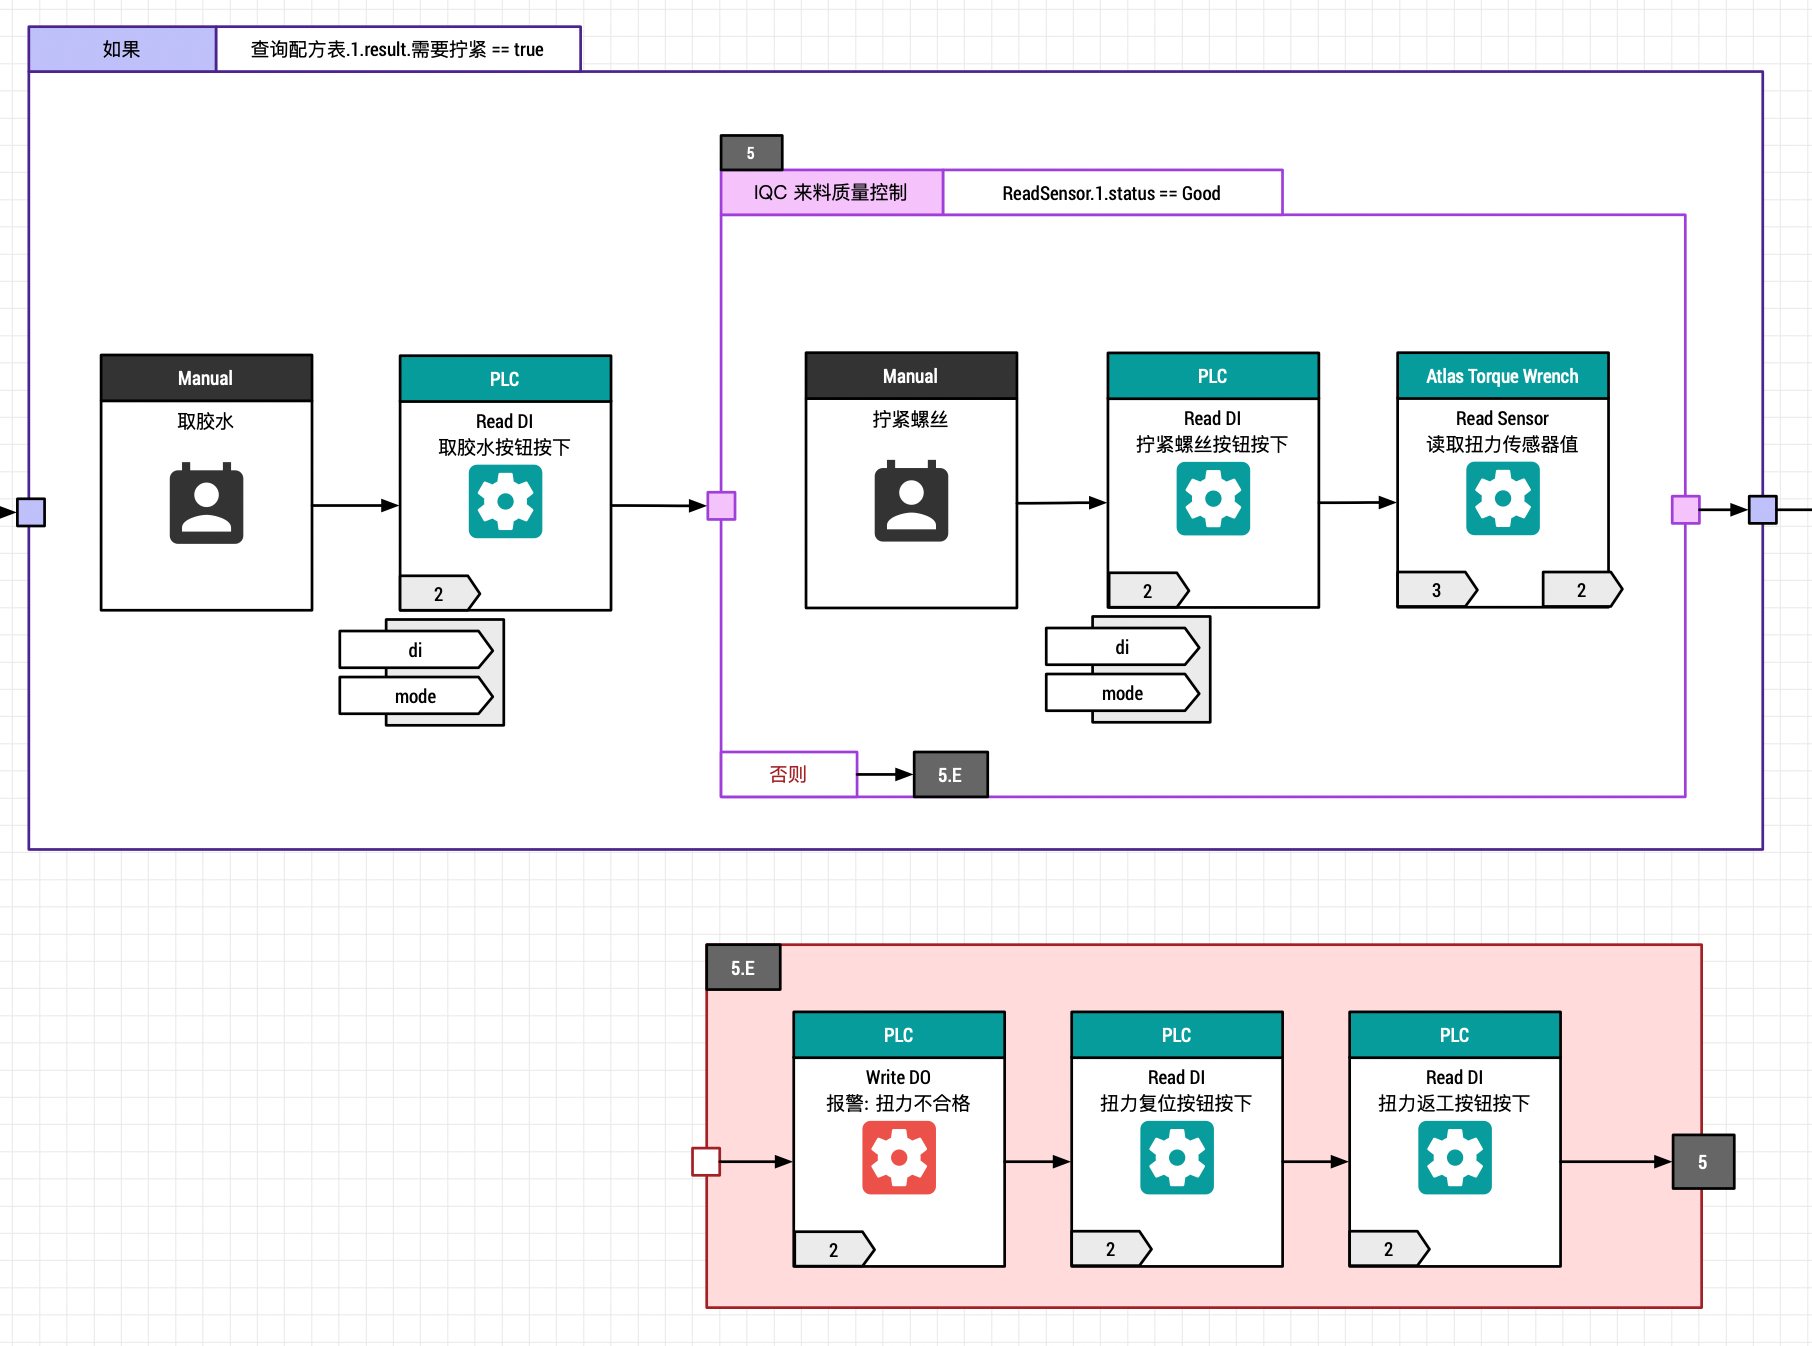 如果
查询配方表.1.result.需要拧紧 == true
5
IQC 来料质量控制
ReadSensor.1.status == Good
Manual
取胶水
PLC
Read DI
取胶水按钮按下
2
di
mode
Manual
拧紧螺丝
PLC
Read DI
拧紧螺丝按钮按下
2
di
mode
Atlas Torque Wrench
Read Sensor
读取扭力传感器值
3
2
否则
5.E
5.E
PLC
Write DO
报警: 扭力不合格
2
PLC
Read DI
扭力复位按钮按下
2
PLC
Read DI
扭力返工按钮按下
2
5